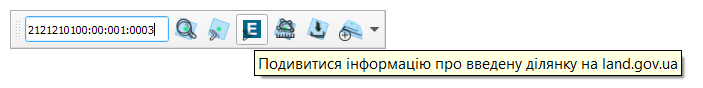 2121210100:00:001:0003
E
Подивитися інформацію про введену ділянку на land.gov.ua